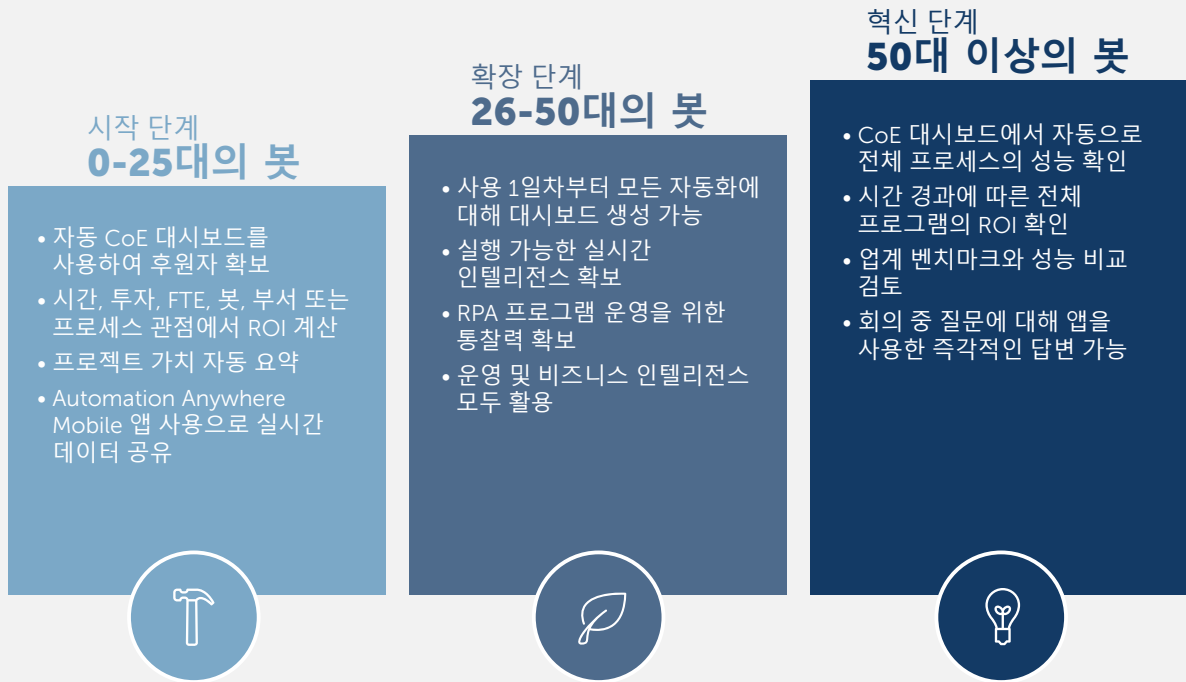 시작 단계
0-25대의 봇
• 자동 CoE 대시보드를
사용하여 후원자 확보
• 시간, 투자, FTE, 봇, 부서 또는
프로세스 관점에서 ROI 계산
• 프로젝트 가치 자동 요약
• Automation Anywhere
Mobile 앱 사용으로 실시간
데이터 공유
확장 단계
26-50대의 봇
• 사용 1일차부터 모든 자동화에
대해 대시보드 생성 가능
• 실행 가능한 실시간
인텔리전스 확보
• RPA 프로그램 운영을 위한
통찰력 확보
• 운영 및 비즈니스 인텔리전스
모두 활용
혁신 단계
50대 이상의 봇
• CoE 대시보드에서 자동으로
전체 프로세스의 성능 확인
• 시간 경과에 따른 전체
프로그램의 ROI 확인
• 업계 벤치마크와 성능 비교
검토
• 회의 중 질문에 대해 앱을
사용한 즉각적인 답변 가능